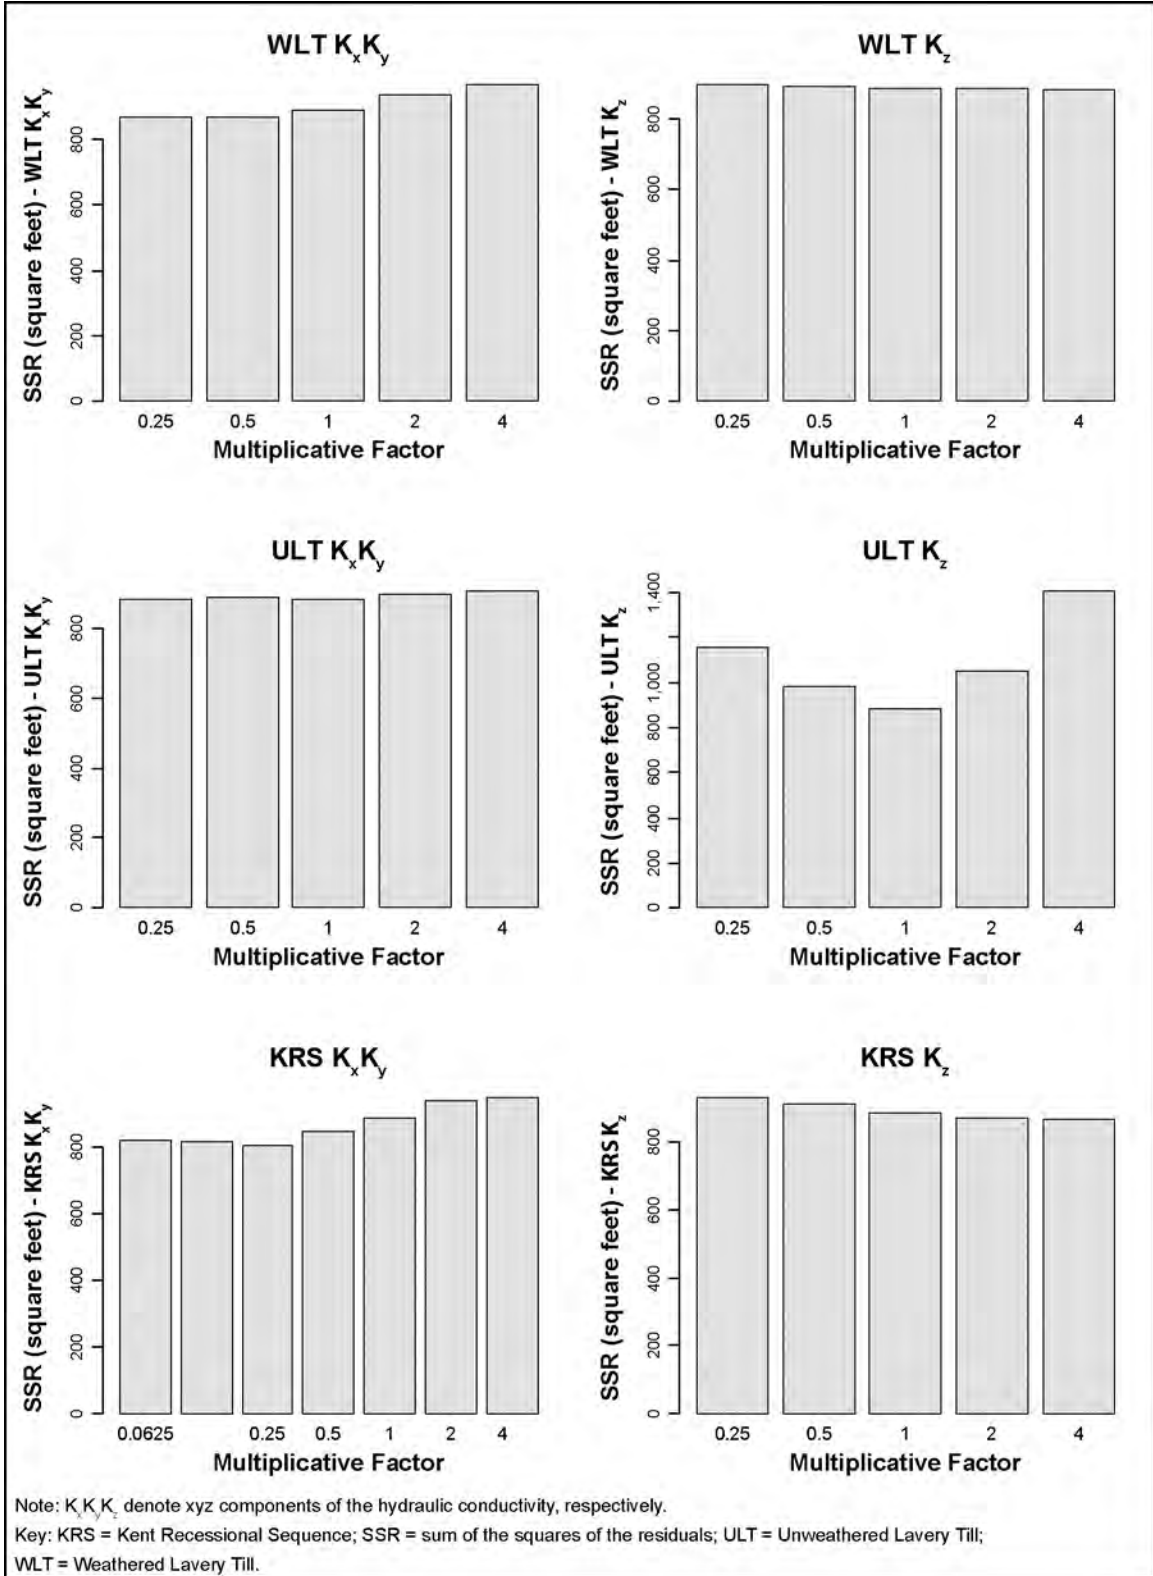 WLT KxKy
SSR (square feet) - WLT KxKy
0
200
400
600
800
0.25 0.5 1 2 4
Multiplicative Factor
WLT Kz
SSR (square feet) - WLT Kz
0
200
400
600
800
0.25 0.5 1 2 4
Multiplicative Factor
ULT KxKy
SSR (square feet) - ULT KxKy
0
200
400
600
800
0.25 0.5 1 2 4
Multiplicative Factor
ULT Kz
SSR (square feet) - ULT Kz
0
200
400
600
800
1,000
1,400
0.25 0.5 1 2 4
Multiplicative Factor
KRS KxKy
SSR (square feet) - KRS KxKy
0
200
400
600
800
0.0625 0.25 0.5 1 2 4
Multiplicative Factor
KRS Kz
SSR (square feet) - KRS Kz
0
200
400
600
800
0.25 0.5 1 2 4
Multiplicative Factor
Note: KxKyKz denote xyz components of the hydraulic conductivity, respectively.
Key: KRS = Kent Recessional Sequence; SSR = sum of the squares of the residuals; ULT = Unweathered Lavery Till;
WLT = Weathered Lavery Till.